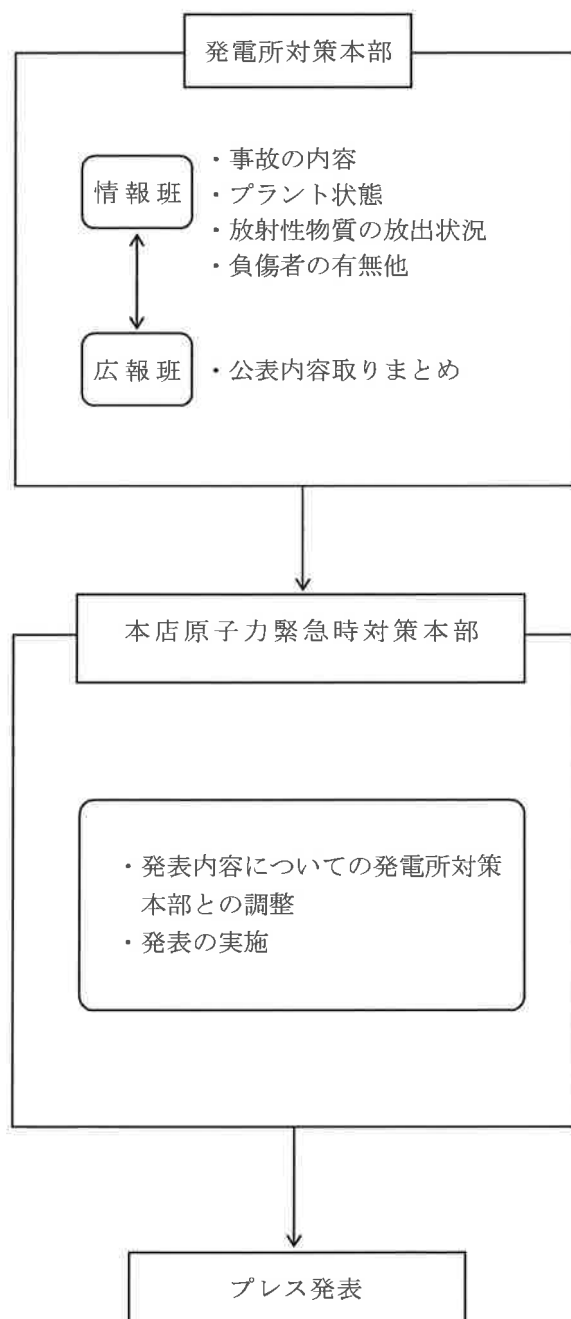 発電所対策本部
情報班
・事故の内容
・プラント状態
・放射性物質の放出状況
・負傷者の有無他
広報班
・公表内容取りまとめ
本店原子力緊急時対策本部
・発表内容についての発電所対策
本部との調整
・発表の実施
プレス発表